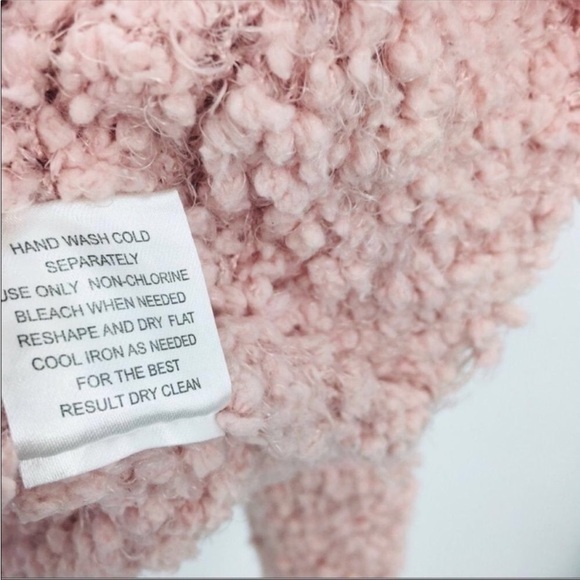 HAND WASH COLD
SEPARATELY
USE ONLY NON-CHLORINE
BLEACH WHEN NEEDED
RESHAPE AND DRY FLAT
COOL IRON AS NEEDED
FOR THE BEST
RESULT DRY CLEAN